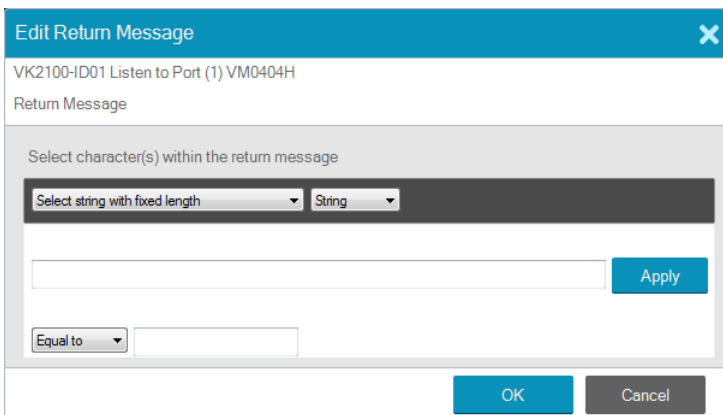 Edit Return Message
VK2100-ID01 Listen to Port (1) VM0404H
Return Message
Select character(s) within the return message
Select string with fixed length String
Apply
Equal to
OK Cancel